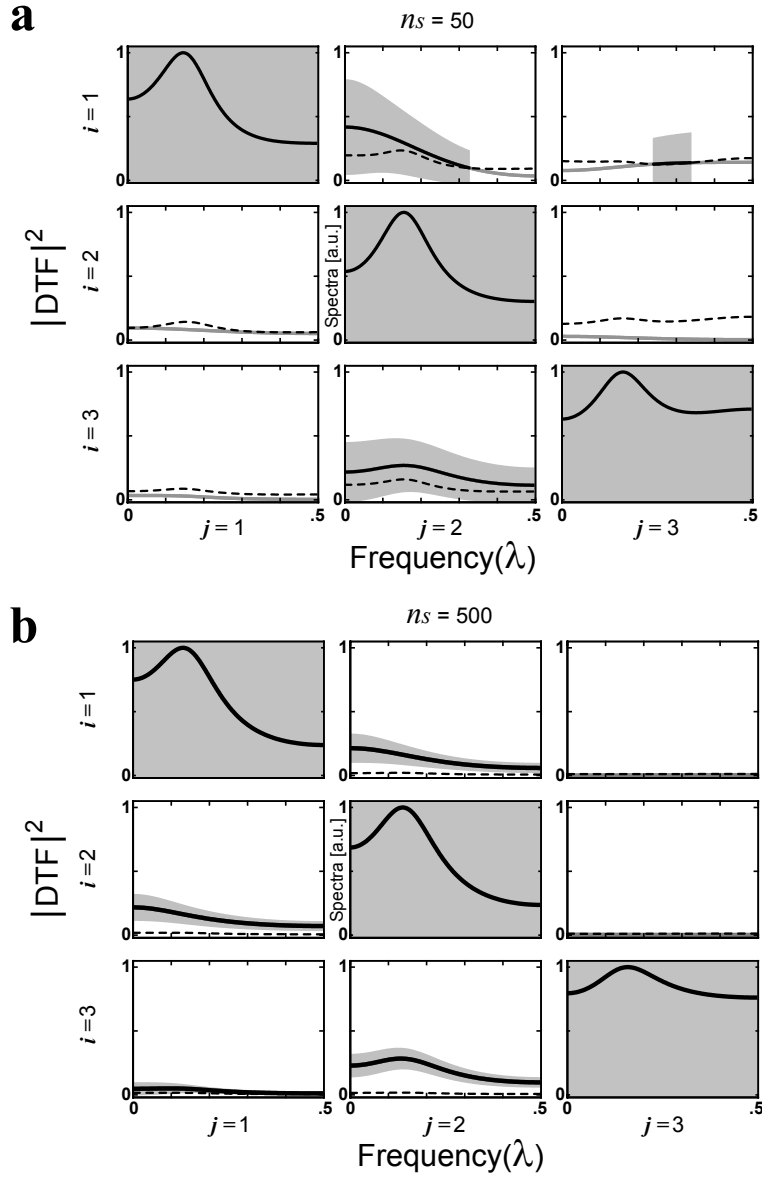 a
ns = 50
i = 1
1
0
1
0
1
0
|DTF|²
i = 2
1
0
Spectra [a.u.]
1
0
1
0
i = 3
1
0
1
0
1
0
0 .5
0 .5
0 .5
j = 1
j = 2
j = 3
Frequency(λ)
b
ns = 500
i = 1
1
0
1
0
1
0
|DTF|²
i = 2
1
0
Spectra [a.u.]
1
0
1
0
i = 3
1
0
1
0
1
0
0 .5
0 .5
0 .5
j = 1
j = 2
j = 3
Frequency(λ)